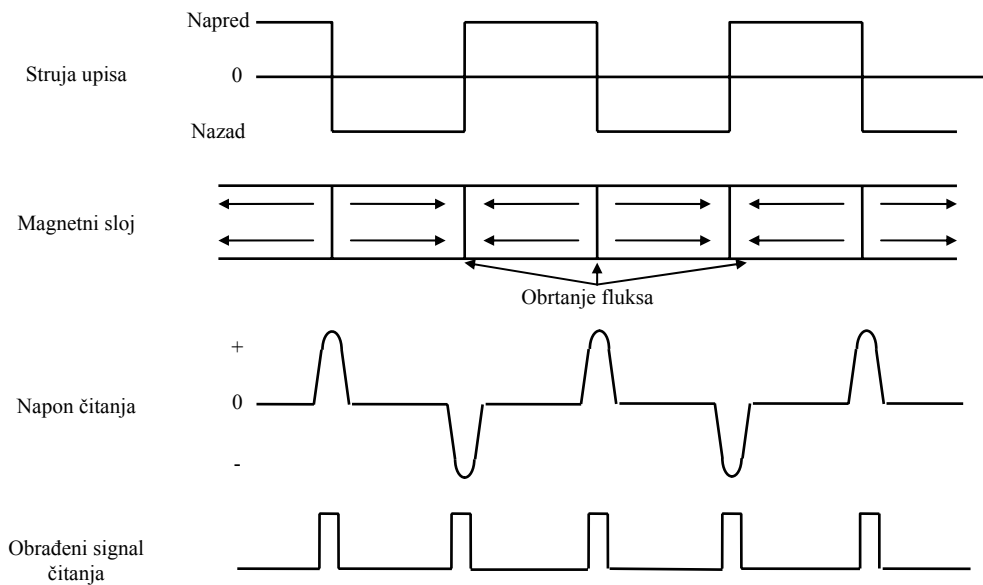 Napred
Struja upisa
0
Nazad
Magnetni sloj
Obrtanje fluksa
+
Napon čitanja
0
-
Obrađeni signal
čitanja